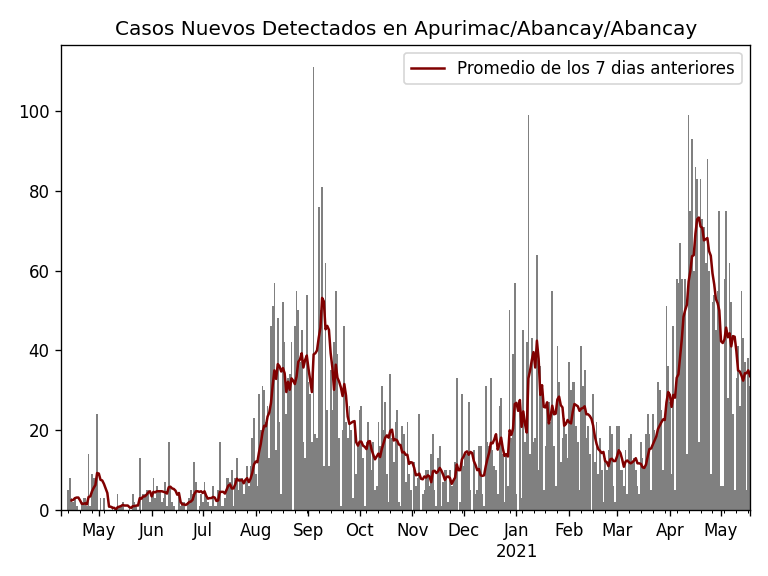 Casos Nuevos Detectados en Apurimac/Abancay/Abancay
Promedio de los 7 dias anteriores
100
80
60
40
20
0
May Jun Jul Aug Sep Oct Nov Dec Jan Feb Mar Apr May
2021